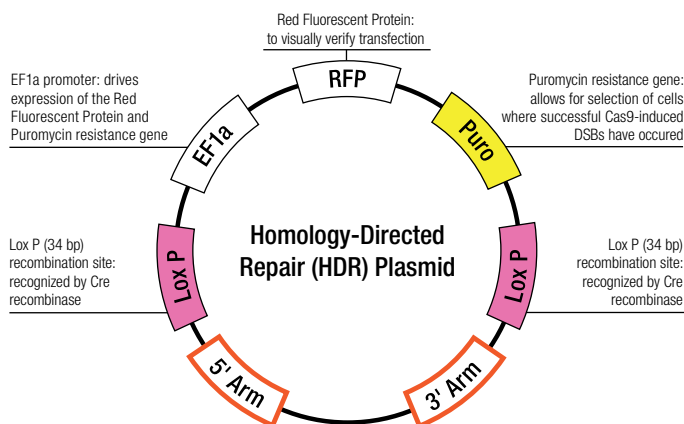 Red Fluorescent Protein:
to visually verify transfection
RFP
EF1a promoter: drives
expression of the Red
Fluorescent Protein and
Puromycin resistance gene
EF1a
Puromycin resistance gene:
allows for selection of cells
where successful Cas9-induced
DSBs have occured
Puro
Homology-Directed
Repair (HDR) Plasmid
Lox P (34 bp)
recombination site:
recognized by Cre
recombinase
Lox P
Lox P
Lox P (34 bp)
recombination site:
recognized by Cre
recombinase
5' Arm
3' Arm